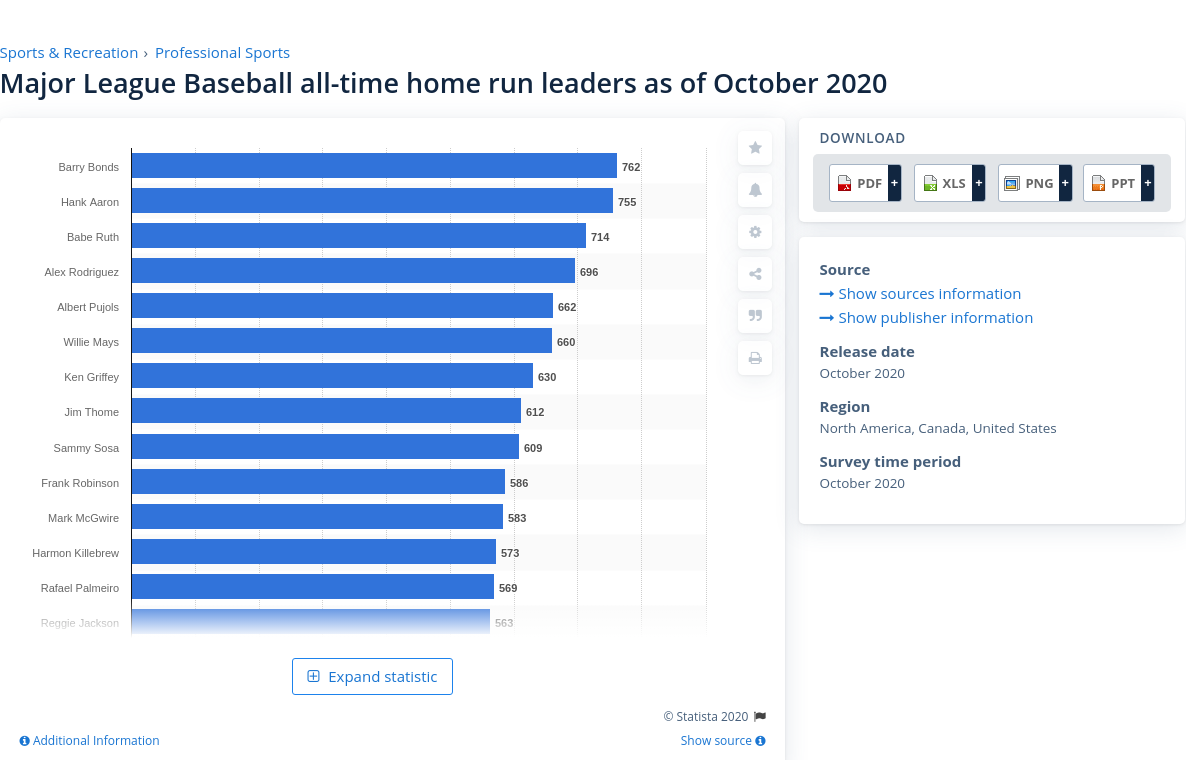 Sports & Recreation › Professional Sports
Major League Baseball all-time home run leaders as of October 2020
Barry Bonds 762
Hank Aaron 755
Babe Ruth 714
Alex Rodriguez 696
Albert Pujols 662
Willie Mays 660
Ken Griffey 630
Jim Thome 612
Sammy Sosa 609
Frank Robinson 586
Mark McGwire 583
Harmon Killebrew 573
Rafael Palmeiro 569
Reggie Jackson 563
Expand statistic
© Statista 2020
Additional Information
Show source
DOWNLOAD
PDF + XLS + PNG + PPT +
Source
Show sources information
Show publisher information
Release date
October 2020
Region
North America, Canada, United States
Survey time period
October 2020